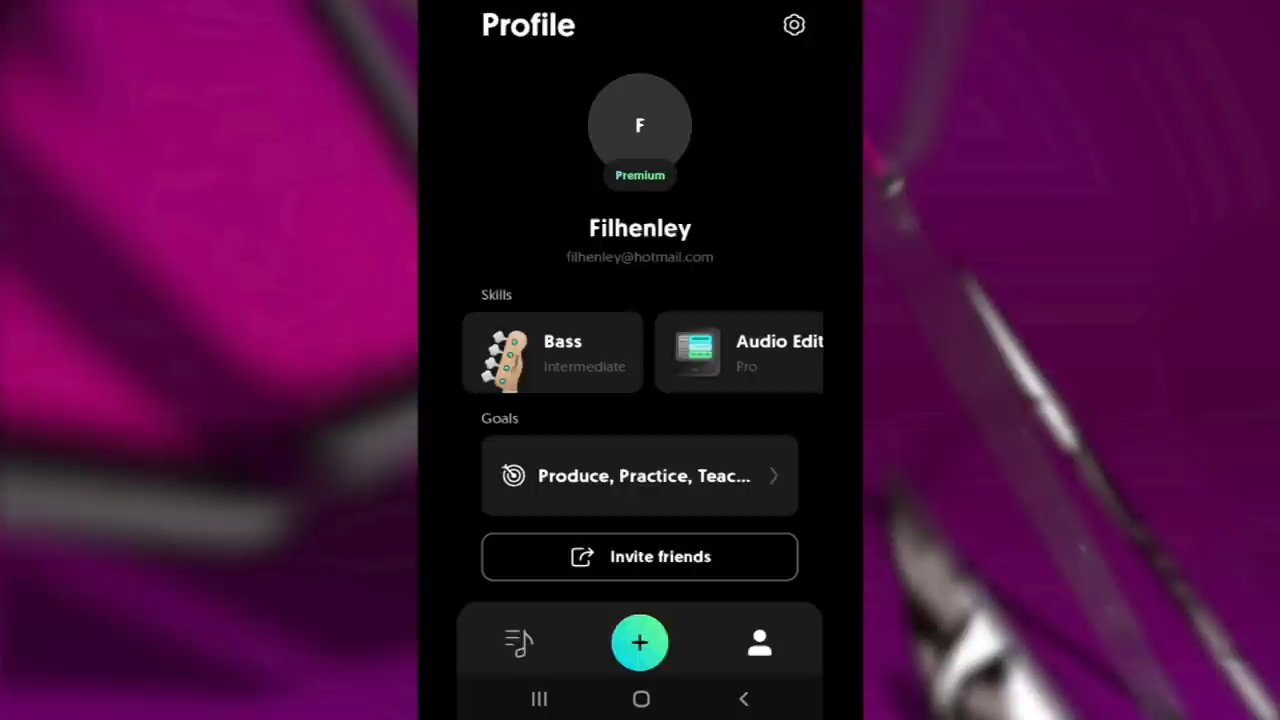 Profile
F
Premium
Filhenley
filhenley@hotmail.com
Skills
Bass
Intermediate
Audio Edit
Pro
Goals
Produce, Practice, Teac...
Invite friends